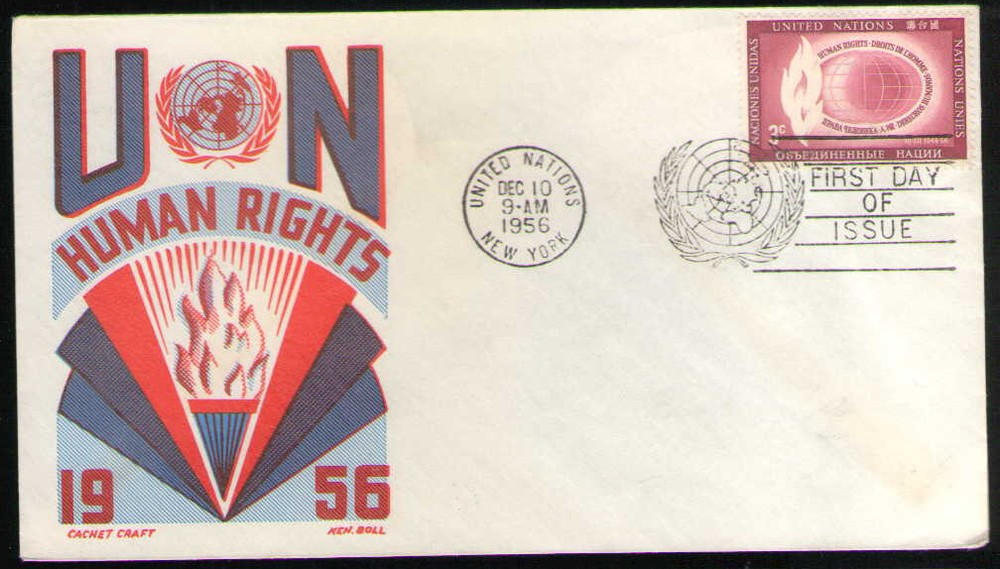 UN
HUMAN RIGHTS
19 56
CACHET CRAFT KEN. BOLL
UNITED NATIONS
DEC 10
9-AM
1956
NEW YORK
UNITED NATIONS
NACIONES UNIDAS
NATIONS UNIES
HUMAN RIGHTS · DROITS DE L'HOMME
3c
ОБЪЕДИНЕННЫЕ НАЦИИ
FIRST DAY
OF
ISSUE